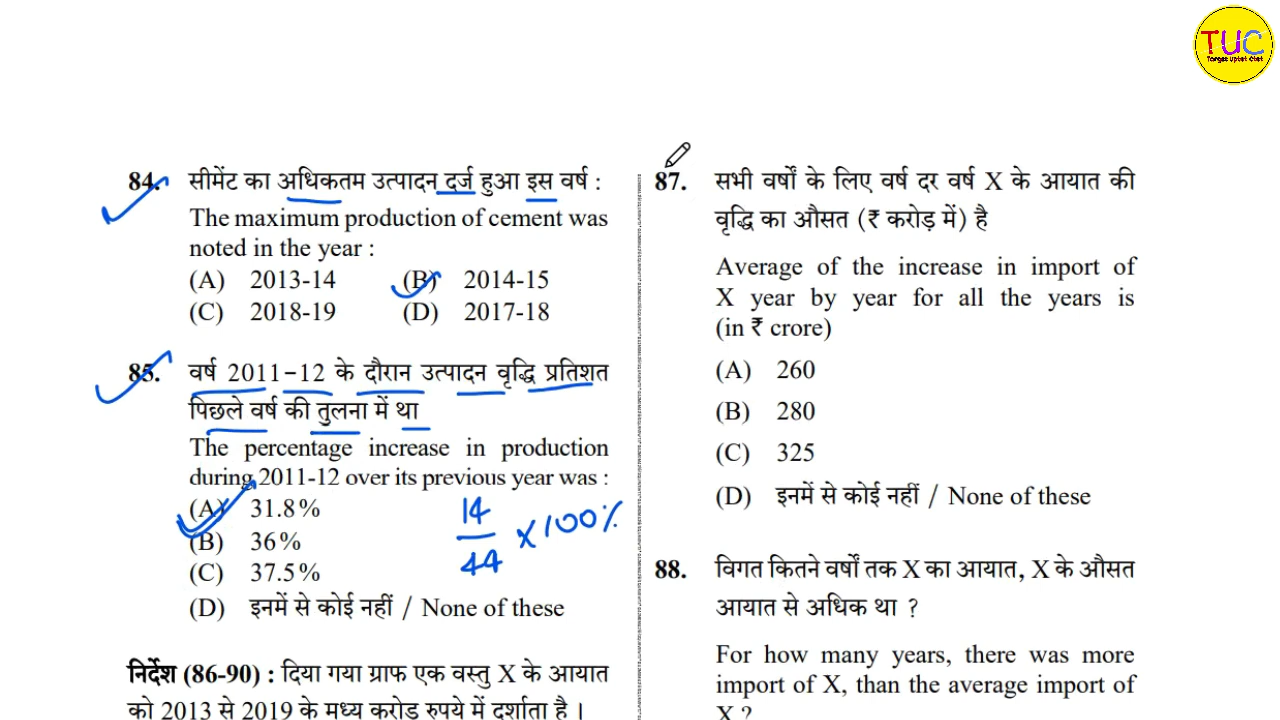 TUC
Target Uptet Ctet
84. सीमेंट का अधिकतम उत्पादन दर्ज हुआ इस वर्ष :
The maximum production of cement was
noted in the year :
(A) 2013-14 (B) 2014-15
(C) 2018-19 (D) 2017-18
85. वर्ष 2011-12 के दौरान उत्पादन वृद्धि प्रतिशत
पिछले वर्ष की तुलना में था
The percentage increase in production
during 2011-12 over its previous year was :
(A) 31.8%
(B) 36%
(C) 37.5%
(D) इनमें से कोई नहीं / None of these
14
44
×100%
निर्देश (86-90) : दिया गया ग्राफ एक वस्तु X के आयात
को 2013 से 2019 के मध्य करोड़ रुपये में दर्शाता है ।
87. सभी वर्षों के लिए वर्ष दर वर्ष X के आयात की
वृद्धि का औसत (₹ करोड़ में) है
Average of the increase in import of
X year by year for all the years is
(in ₹ crore)
(A) 260
(B) 280
(C) 325
(D) इनमें से कोई नहीं / None of these
88. विगत कितने वर्षों तक X का आयात, X के औसत
आयात से अधिक था ?
For how many years, there was more
import of X, than the average import of
X ?